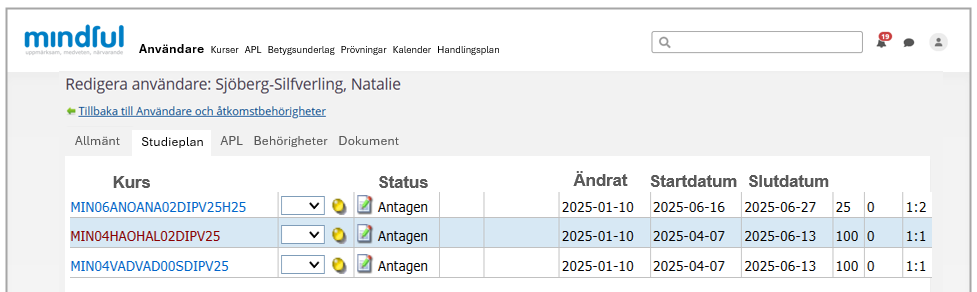 mindful
uppmärksam, medveten, närvarande
Användare Kurser APL Betygsunderlag Prövningar Kalender Handlingsplan
19
Redigera användare: Sjöberg-Silfverling, Natalie
Tillbaka till Användare och åtkomstbehörigheter
Allmänt Studieplan APL Behörigheter Dokument
Kurs Status Ändrat Startdatum Slutdatum
MIN06ANOANA02DIPV25H25 Antagen 2025-01-10 2025-06-16 2025-06-27 25 0 1:2
MIN04HAOHAL02DIPV25 Antagen 2025-01-10 2025-04-07 2025-06-13 100 0 1:1
MIN04VADVAD00SDIPV25 Antagen 2025-01-10 2025-04-07 2025-06-13 100 0 1:1